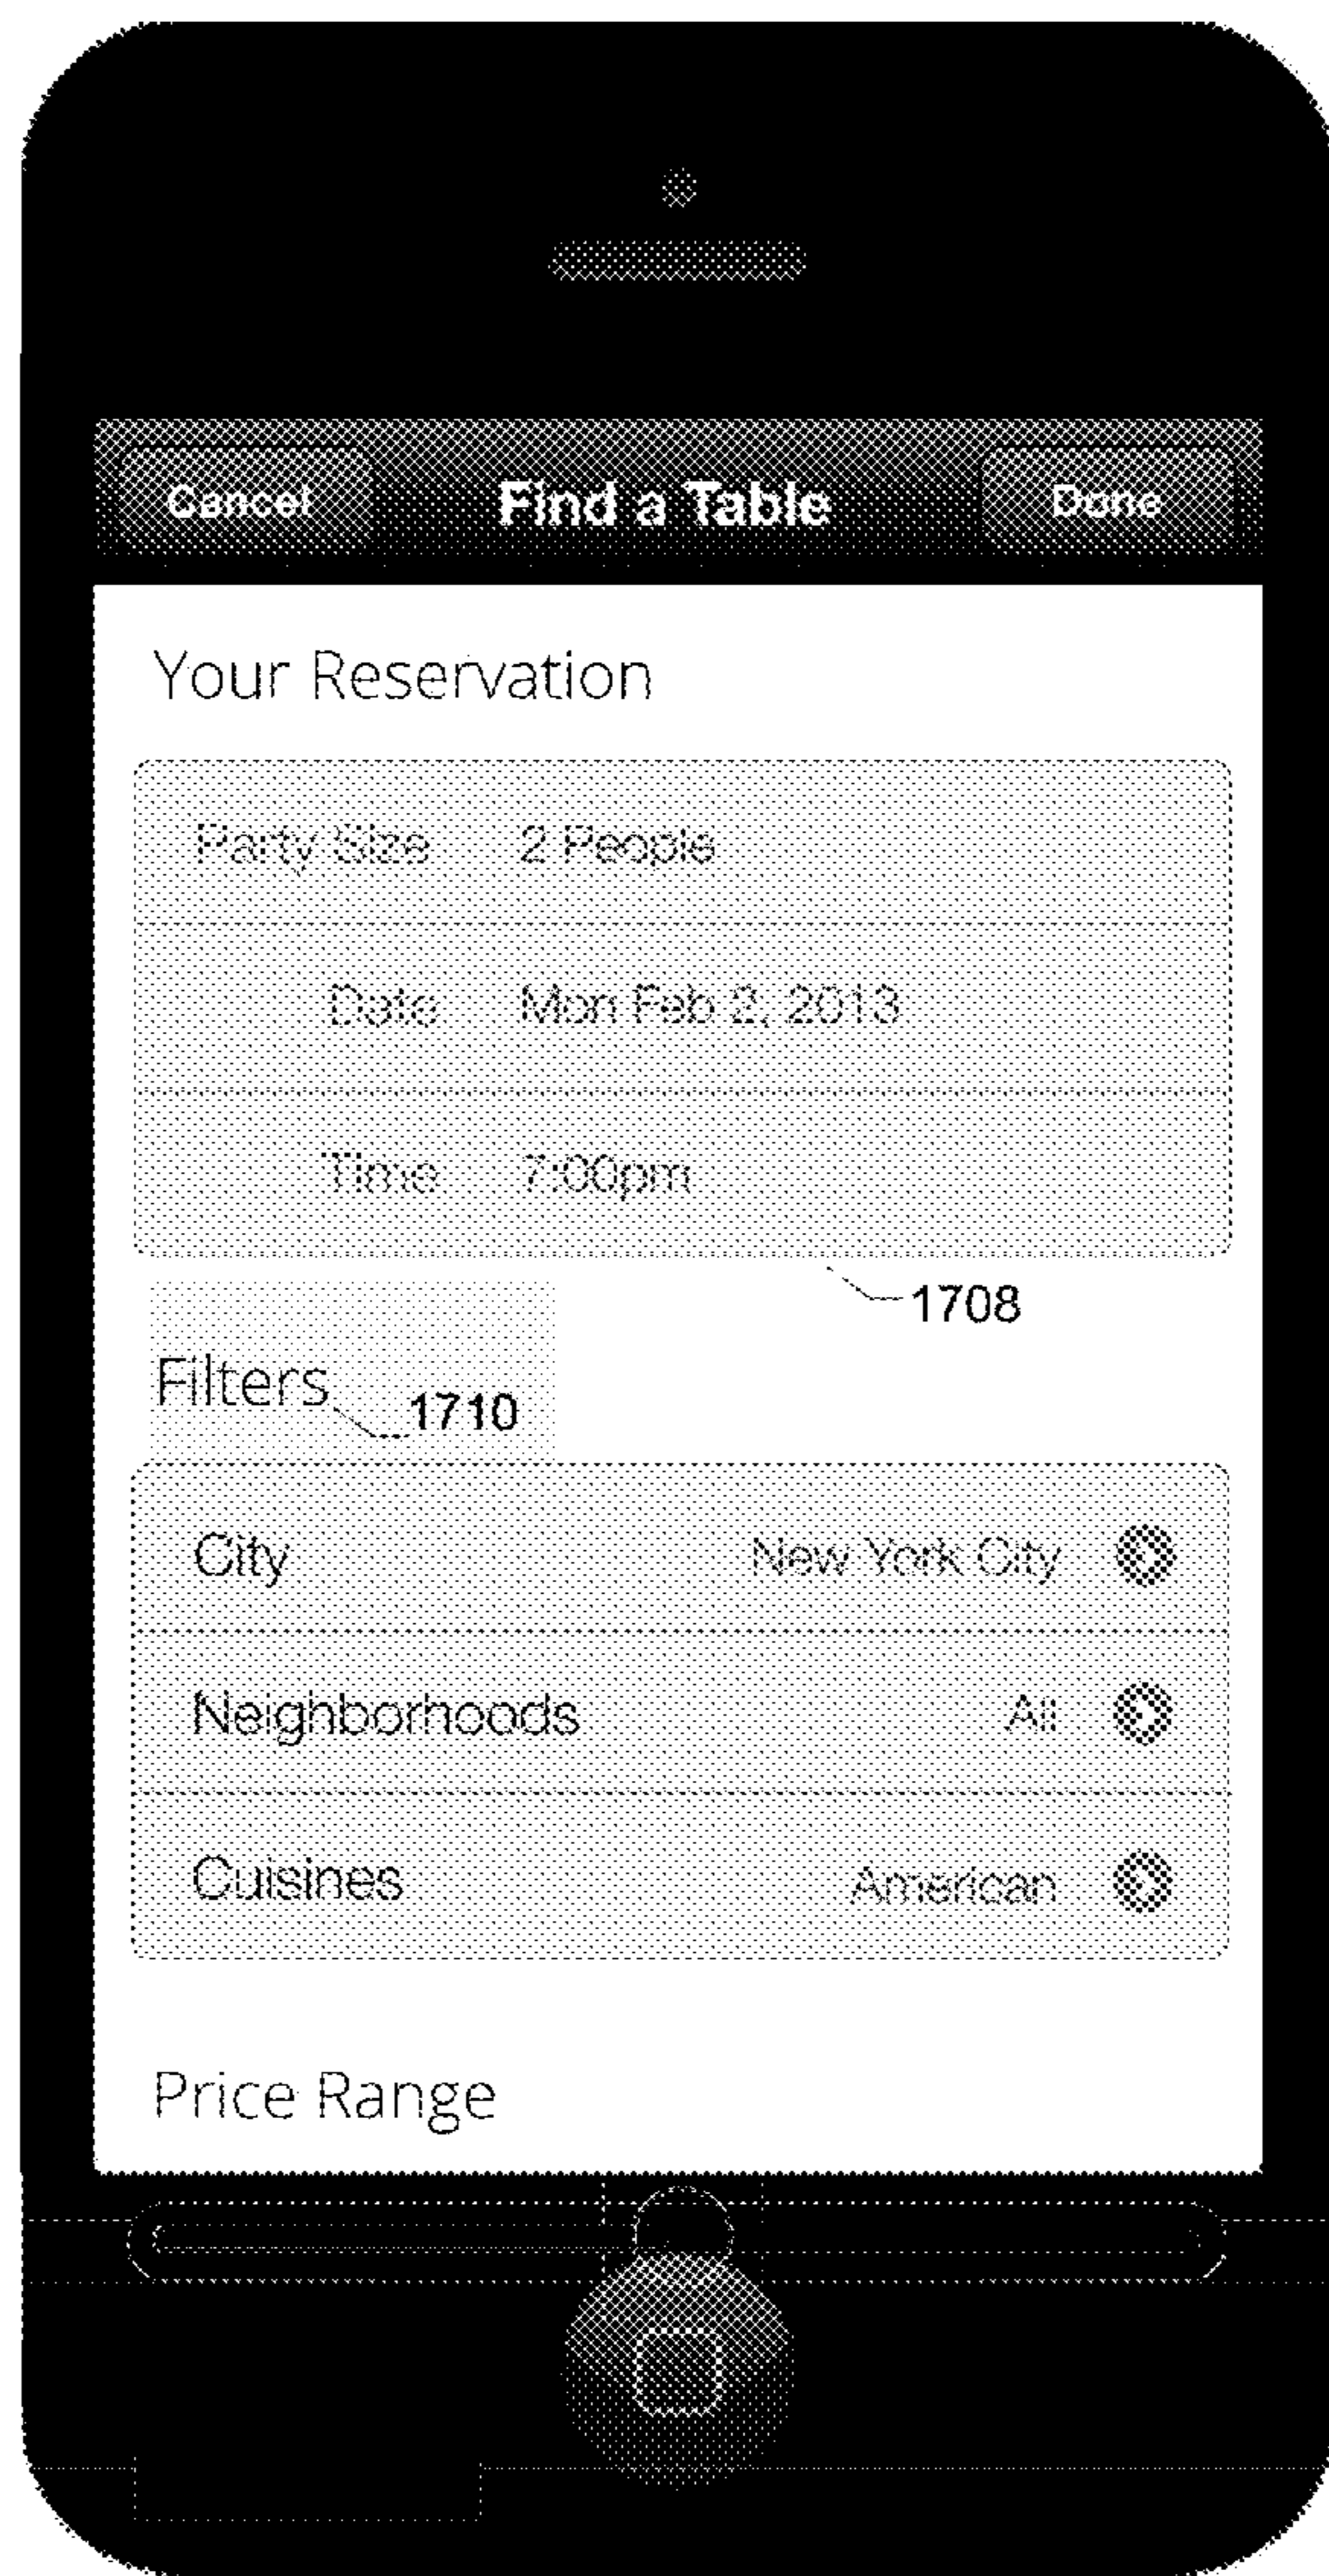 Cancel Find a Table Done
Your Reservation
Party Size 2 People
Date Mon Feb 2, 2013
Time 7:00pm
1708
Filters
1710
City New York City
Neighborhoods All
Cuisines American
Price Range